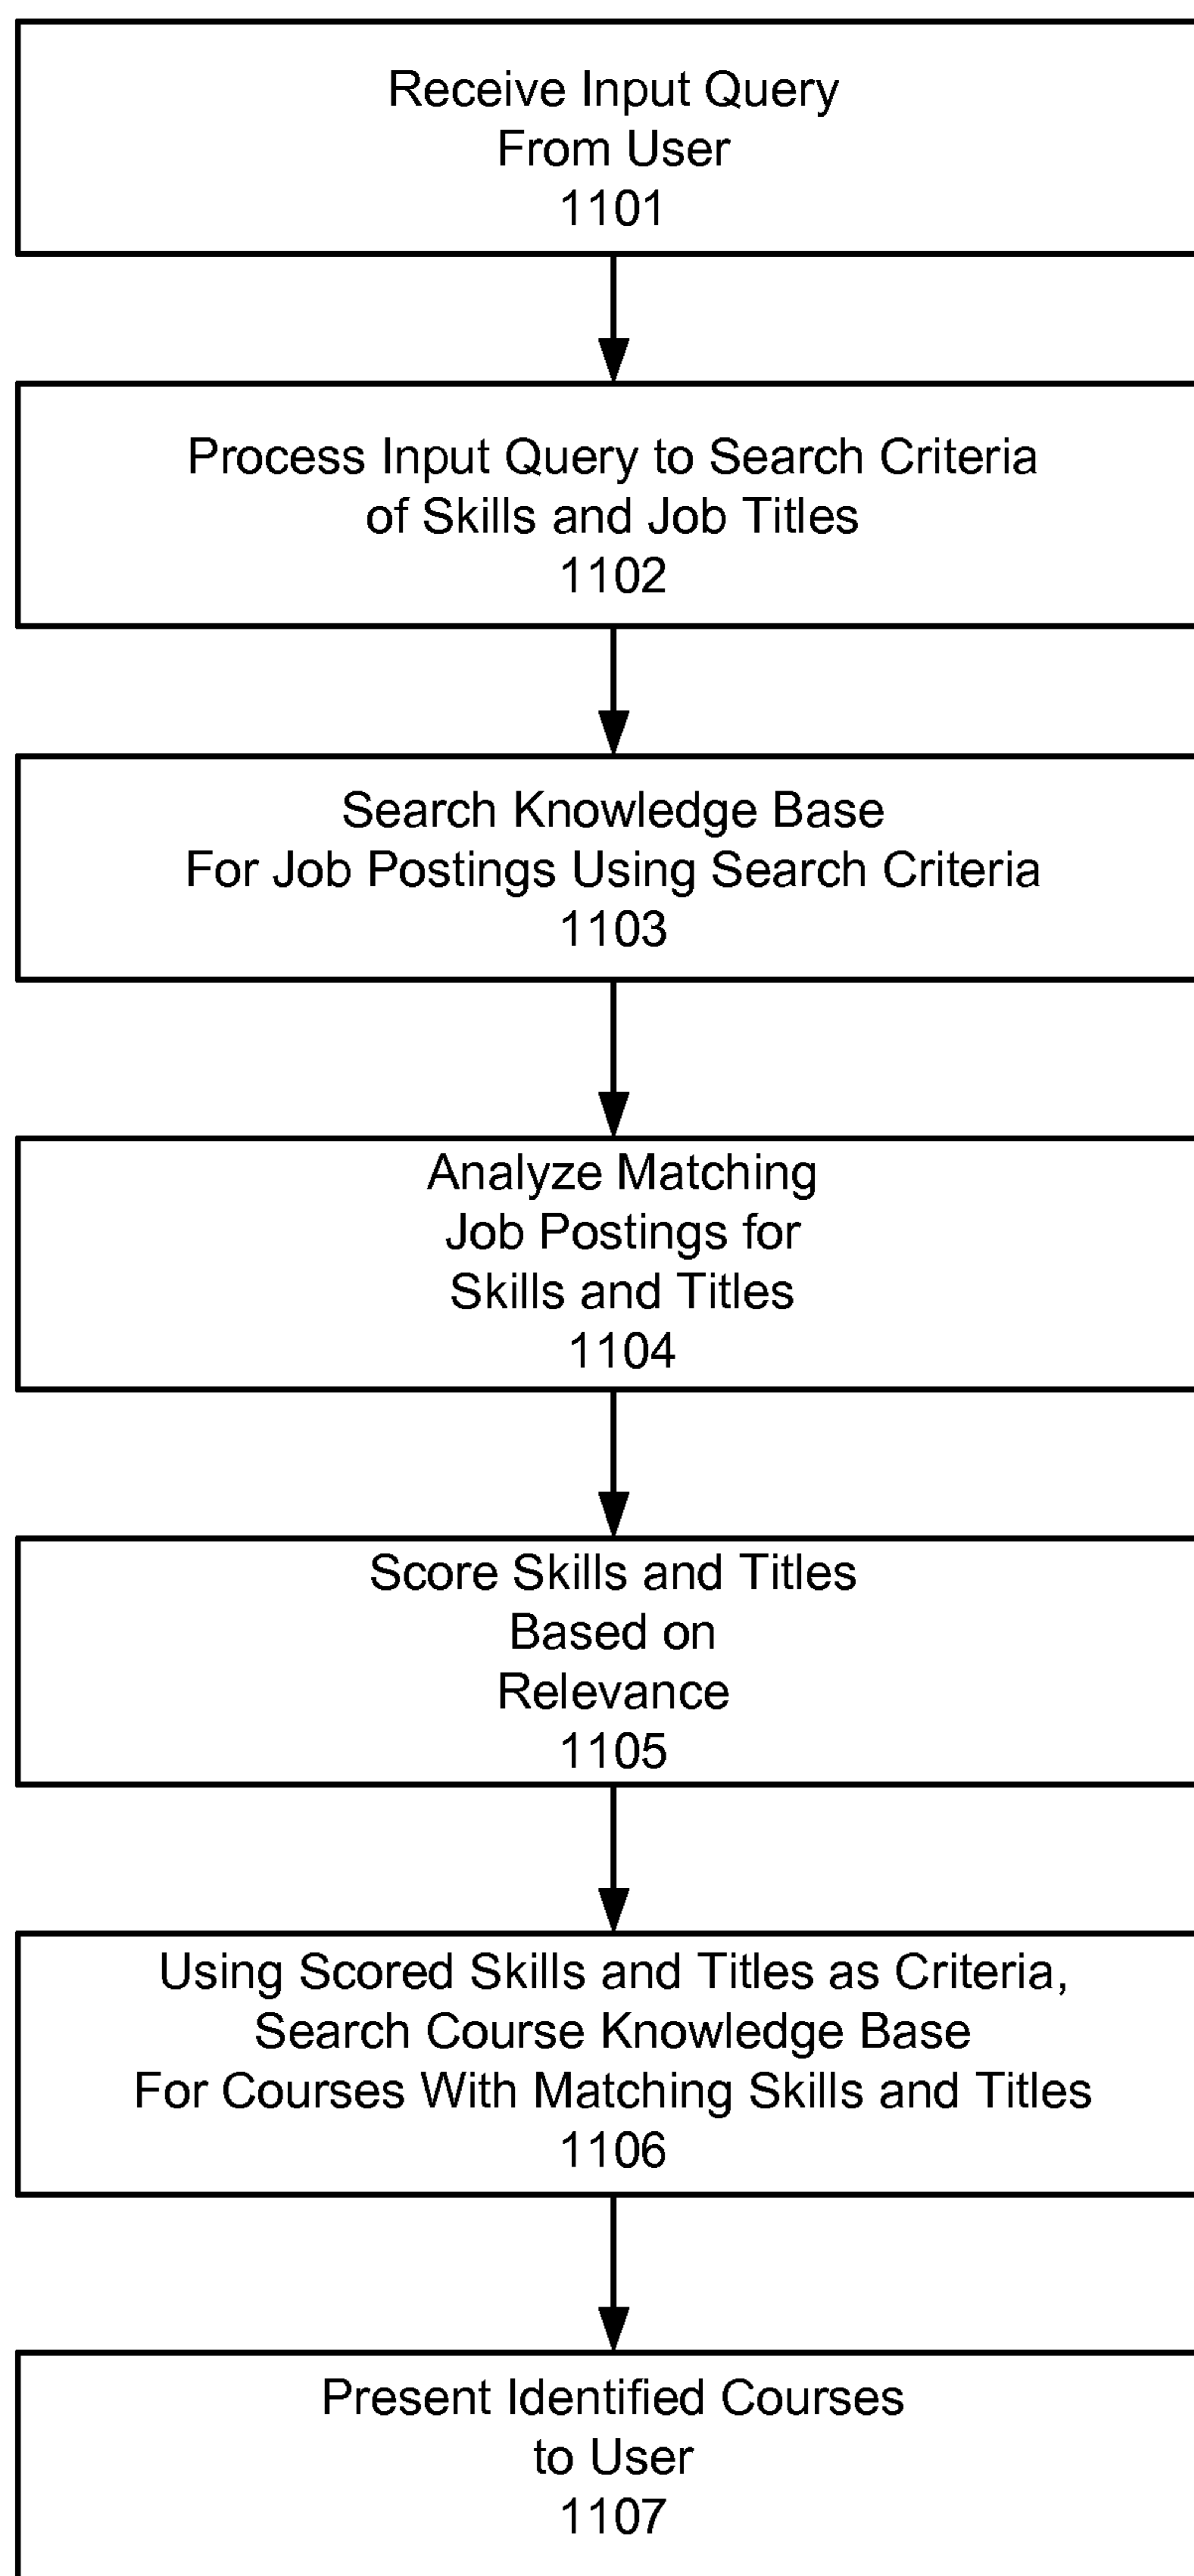 Receive Input Query
From User
1101
Process Input Query to Search Criteria
of Skills and Job Titles
1102
Search Knowledge Base
For Job Postings Using Search Criteria
1103
Analyze Matching
Job Postings for
Skills and Titles
1104
Score Skills and Titles
Based on
Relevance
1105
Using Scored Skills and Titles as Criteria,
Search Course Knowledge Base
For Courses With Matching Skills and Titles
1106
Present Identified Courses
to User
1107